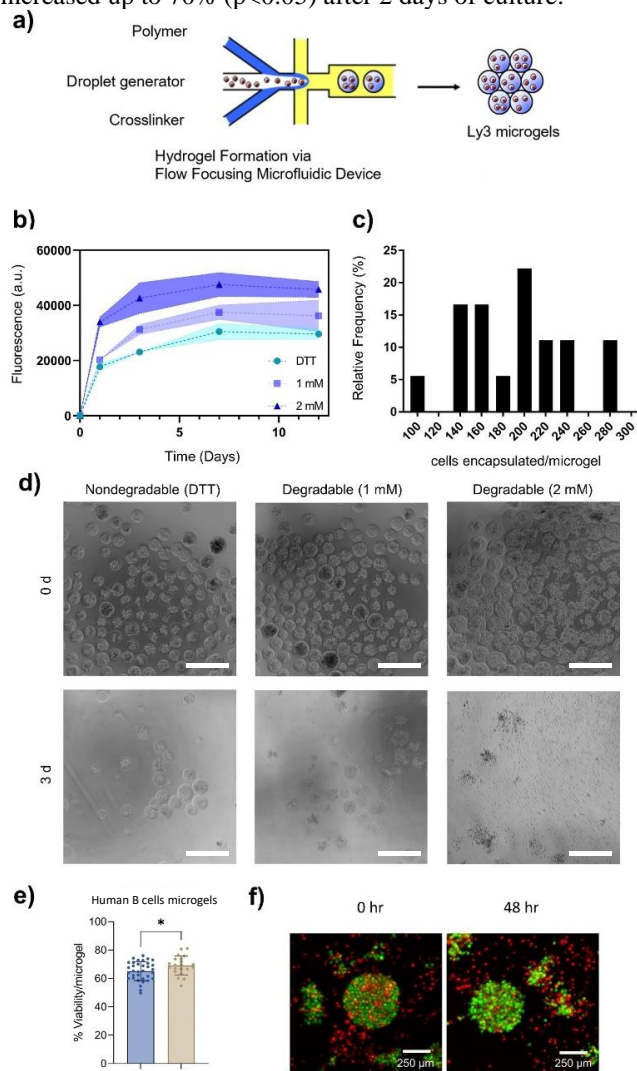 increased up to 70% (p<0.05) after 2 days of culture.
a)
Polymer
Droplet generator
Crosslinker
Ly3 microgels
Hydrogel Formation via
Flow Focusing Microfluidic Device
b)
60000
40000
20000
0
Fluorescence (a.u.)
DTT
1 mM
2 mM
0
5
10
Time (Days)
c)
25
20
15
10
5
0
Relative Frequency (%)
100
120
140
160
180
200
220
240
260
280
300
cells encapsulated/microgel
d)
Nondegradable (DTT)
Degradable (1 mM)
Degradable (2 mM)
0 d
3 d
e)
Human B cells microgels
*
100
80
60
40
20
0
% Viability/microgel
f)
0 hr
48 hr
250 µm
250 µm